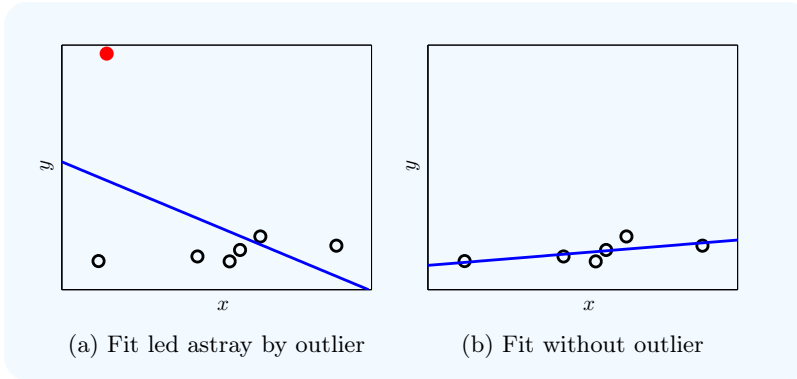 y
x
(a) Fit led astray by outlier
y
x
(b) Fit without outlier